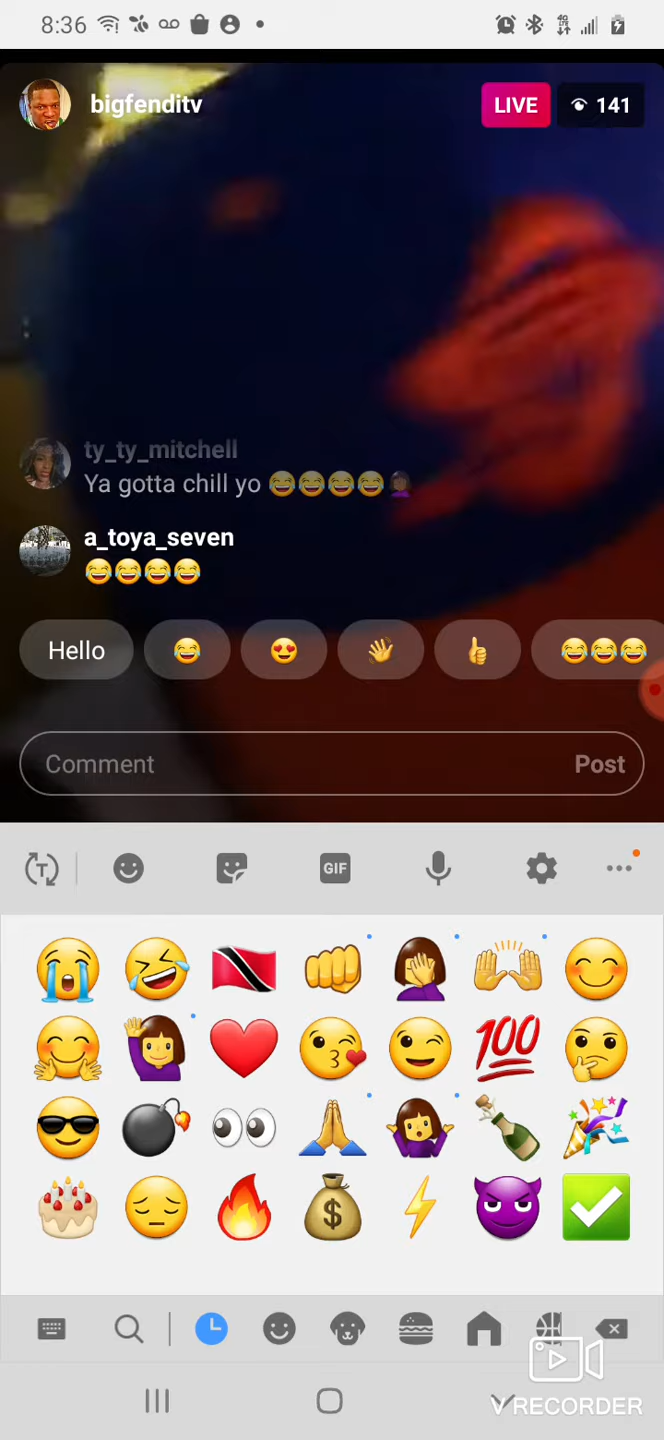 8:36
bigfenditv
LIVE
141
ty_ty_mitchell
Ya gotta chill yo 😂😂😂😂🤦🏾‍♀️
a_toya_seven
😂😂😂😂
Hello 😂 😍 👋 👍 😂😂😂
Comment Post
T GIF
100
$
V RECORDER